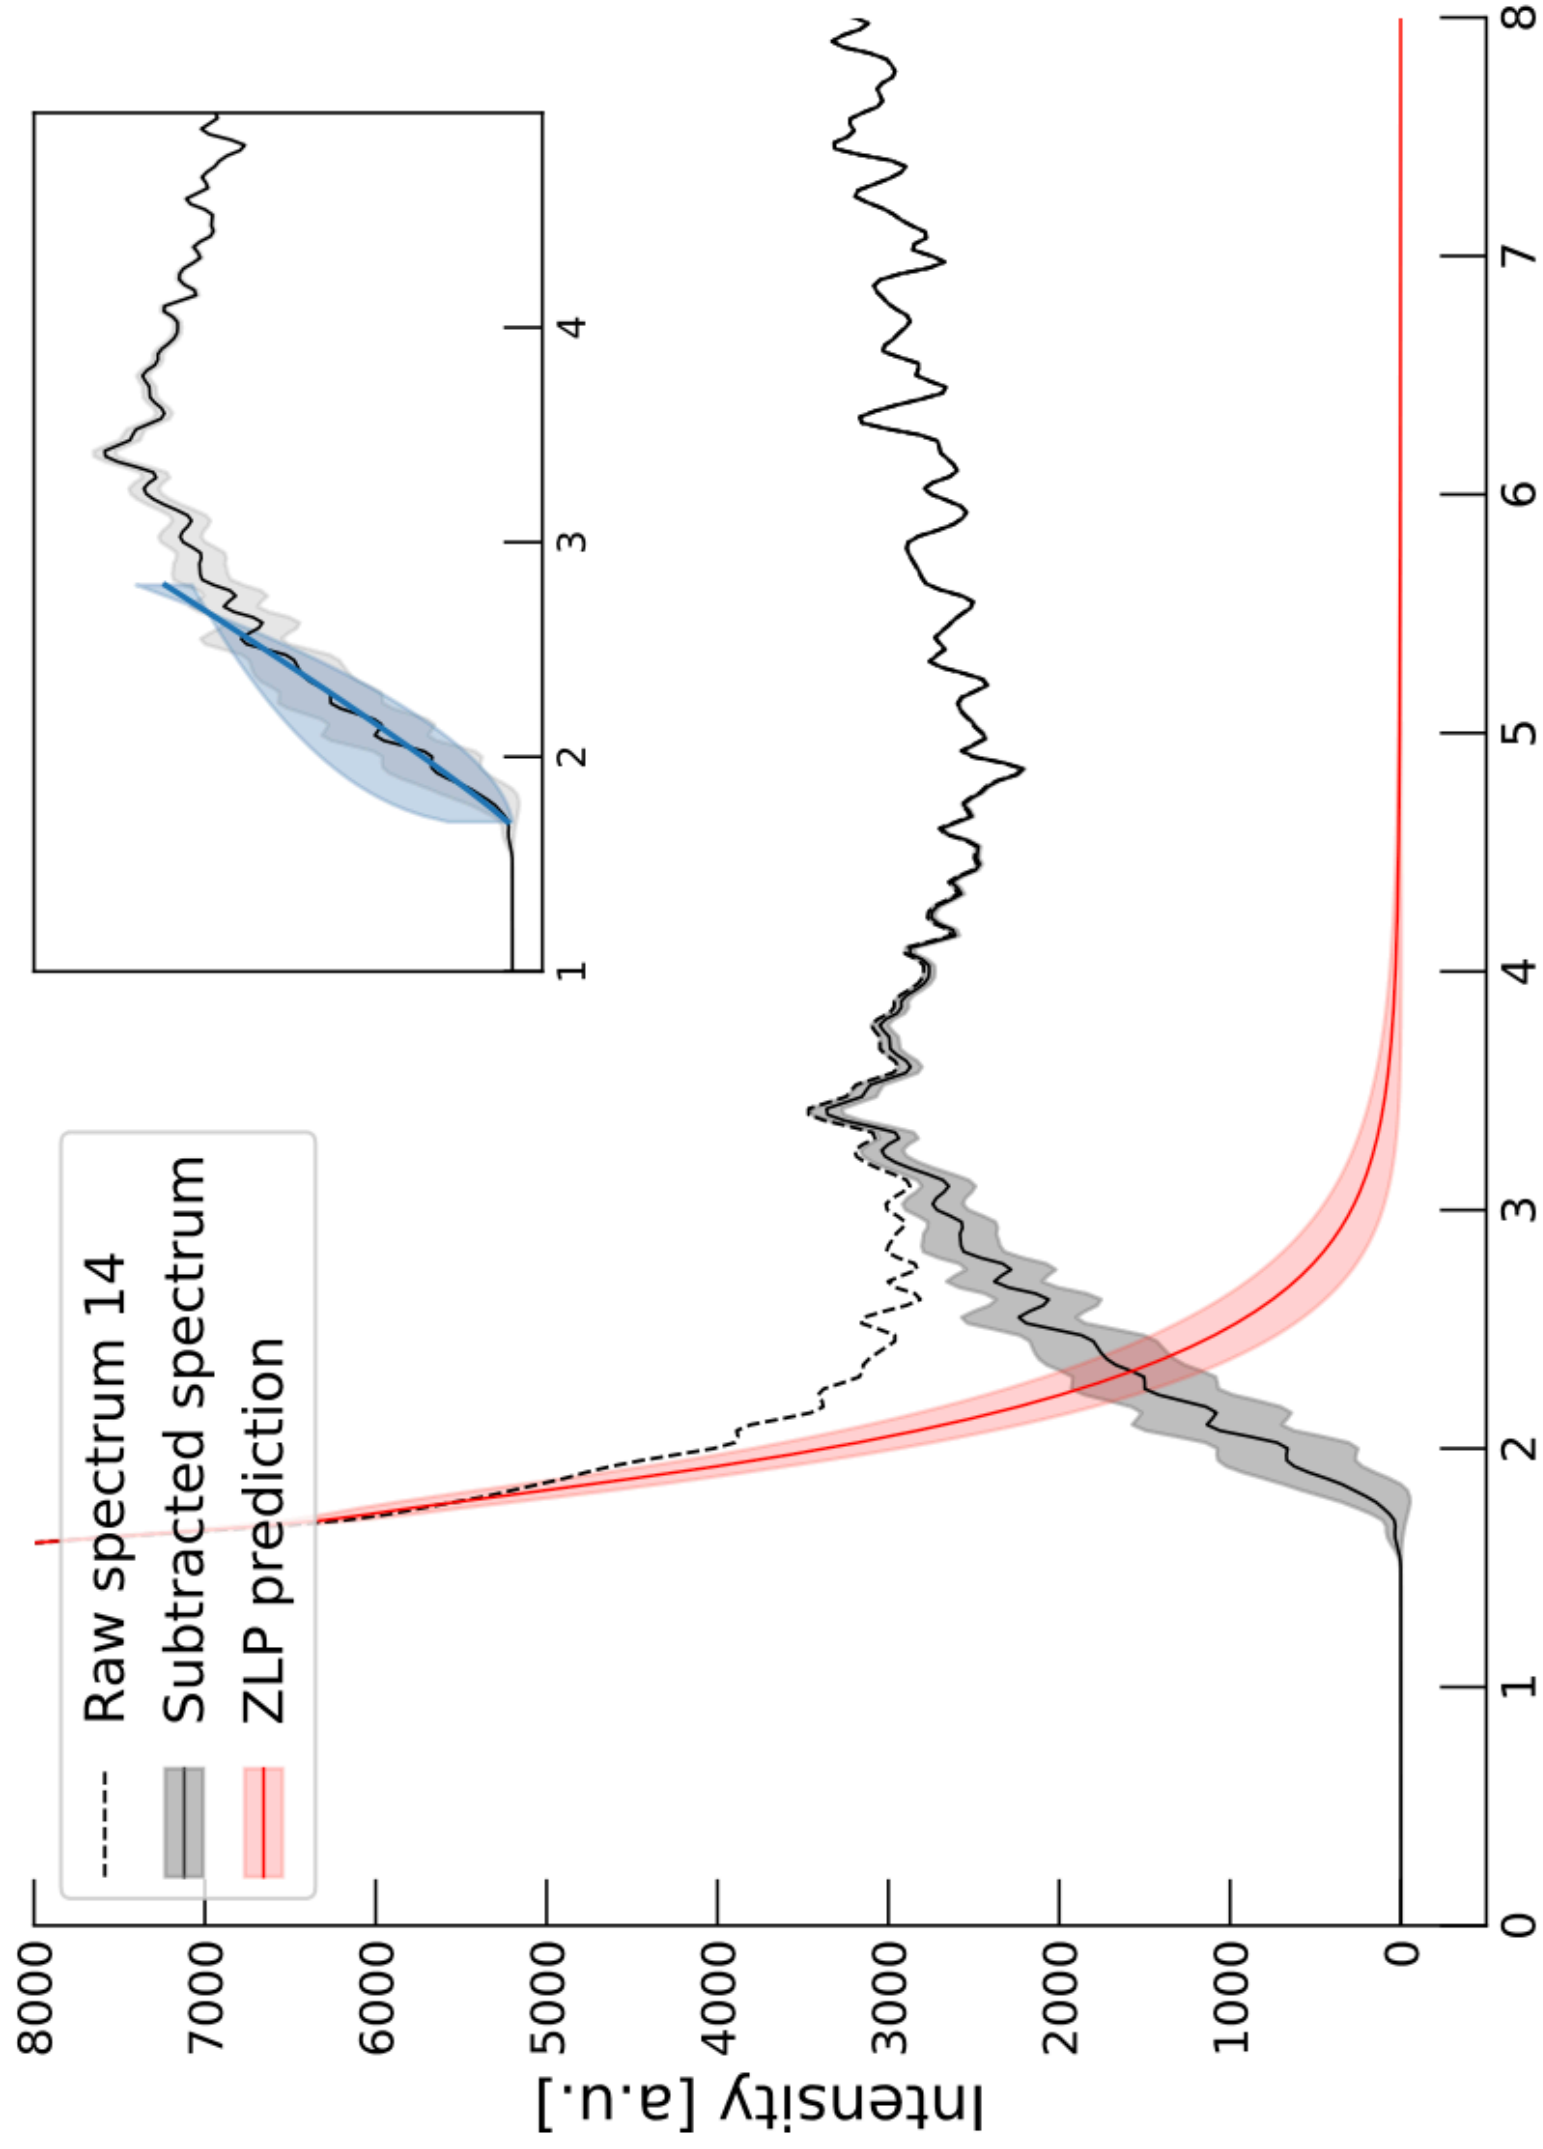 Raw spectrum 14
Subtracted spectrum
ZLP prediction
8000
7000
6000
5000
4000
3000
2000
1000
0
Intensity [a.u.]
0 1 2 3 4 5 6 7 8
1 2 3 4